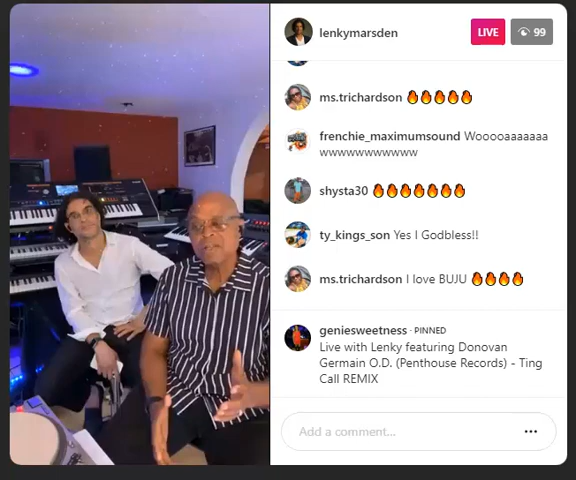 lenkymarsden LIVE 99
ms.trichardson 🔥🔥🔥🔥🔥
frenchie_maximumsound Wooooaaaaaaa
wwwwwwwwwww
shysta30 🔥🔥🔥🔥🔥🔥🔥
ty_kings_son Yes I Godbless!!
ms.trichardson I love BUJU 🔥🔥🔥🔥
geniesweetness · PINNED
Live with Lenky featuring Donovan
Germain O.D. (Penthouse Records) - Ting
Call REMIX
Add a comment...